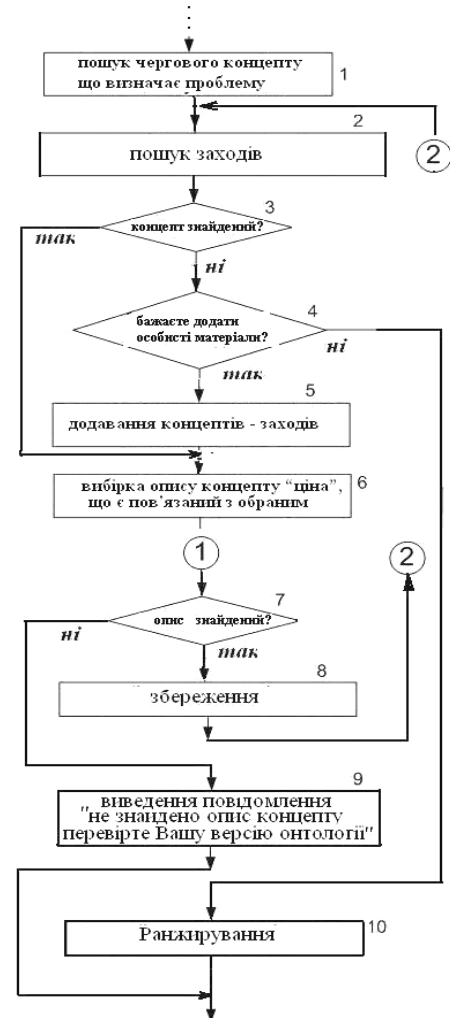 пошук чергового концепту
що визначає проблему
1
2
пошук заходів
2
3
концепт знайдений?
так
ні
4
бажаєте додати
особисті матеріали?
ні
так
5
додавання концептів - заходів
вибірка опису концепту “ціна”,
що є пов’язаний з обраним
6
1
2
7
опис знайдений?
ні
так
8
збереження
9
виведення повідомлення
"не знандено опис концепту
перевірте Вашу версію онтології"
Ранжирування
10